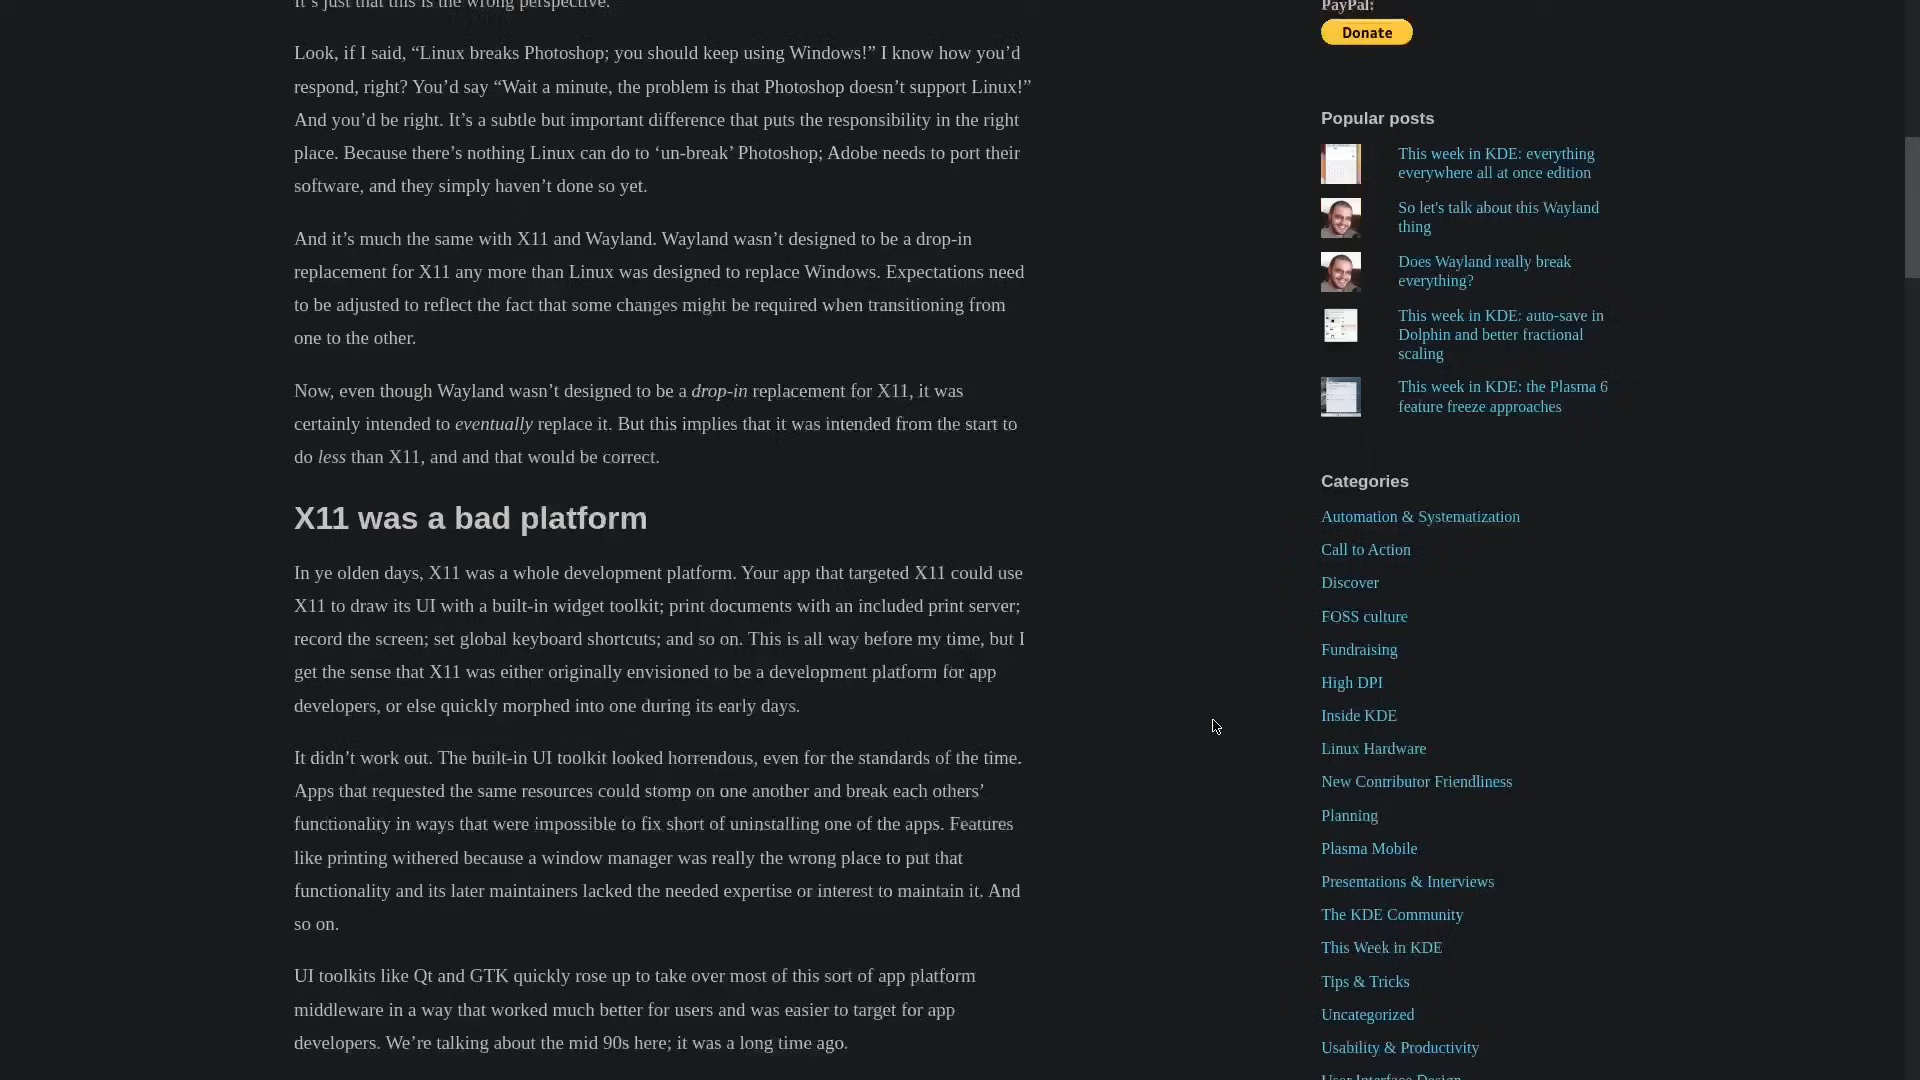 It’s just that this is the wrong perspective.
Look, if I said, “Linux breaks Photoshop; you should keep using Windows!” I know how you’d
respond, right? You’d say “Wait a minute, the problem is that Photoshop doesn’t support Linux!”
And you’d be right. It’s a subtle but important difference that puts the responsibility in the right
place. Because there’s nothing Linux can do to ‘un-break’ Photoshop; Adobe needs to port their
software, and they simply haven’t done so yet.
And it’s much the same with X11 and Wayland. Wayland wasn’t designed to be a drop-in
replacement for X11 any more than Linux was designed to replace Windows. Expectations need
to be adjusted to reflect the fact that some changes might be required when transitioning from
one to the other.
Now, even though Wayland wasn’t designed to be a drop-in replacement for X11, it was
certainly intended to eventually replace it. But this implies that it was intended from the start to
do less than X11, and and that would be correct.
X11 was a bad platform
In ye olden days, X11 was a whole development platform. Your app that targeted X11 could use
X11 to draw its UI with a built-in widget toolkit; print documents with an included print server;
record the screen; set global keyboard shortcuts; and so on. This is all way before my time, but I
get the sense that X11 was either originally envisioned to be a development platform for app
developers, or else quickly morphed into one during its early days.
It didn’t work out. The built-in UI toolkit looked horrendous, even for the standards of the time.
Apps that requested the same resources could stomp on one another and break each others’
functionality in ways that were impossible to fix short of uninstalling one of the apps. Features
like printing withered because a window manager was really the wrong place to put that
functionality and its later maintainers lacked the needed expertise or interest to maintain it. And
so on.
UI toolkits like Qt and GTK quickly rose up to take over most of this sort of app platform
middleware in a way that worked much better for users and was easier to target for app
developers. We’re talking about the mid 90s here; it was a long time ago.
PayPal:
Donate
Popular posts
This week in KDE: everything
everywhere all at once edition
So let's talk about this Wayland
thing
Does Wayland really break
everything?
This week in KDE: auto-save in
Dolphin and better fractional
scaling
This week in KDE: the Plasma 6
feature freeze approaches
Categories
Automation & Systematization
Call to Action
Discover
FOSS culture
Fundraising
High DPI
Inside KDE
Linux Hardware
New Contributor Friendliness
Planning
Plasma Mobile
Presentations & Interviews
The KDE Community
This Week in KDE
Tips & Tricks
Uncategorized
Usability & Productivity
User Interface Design